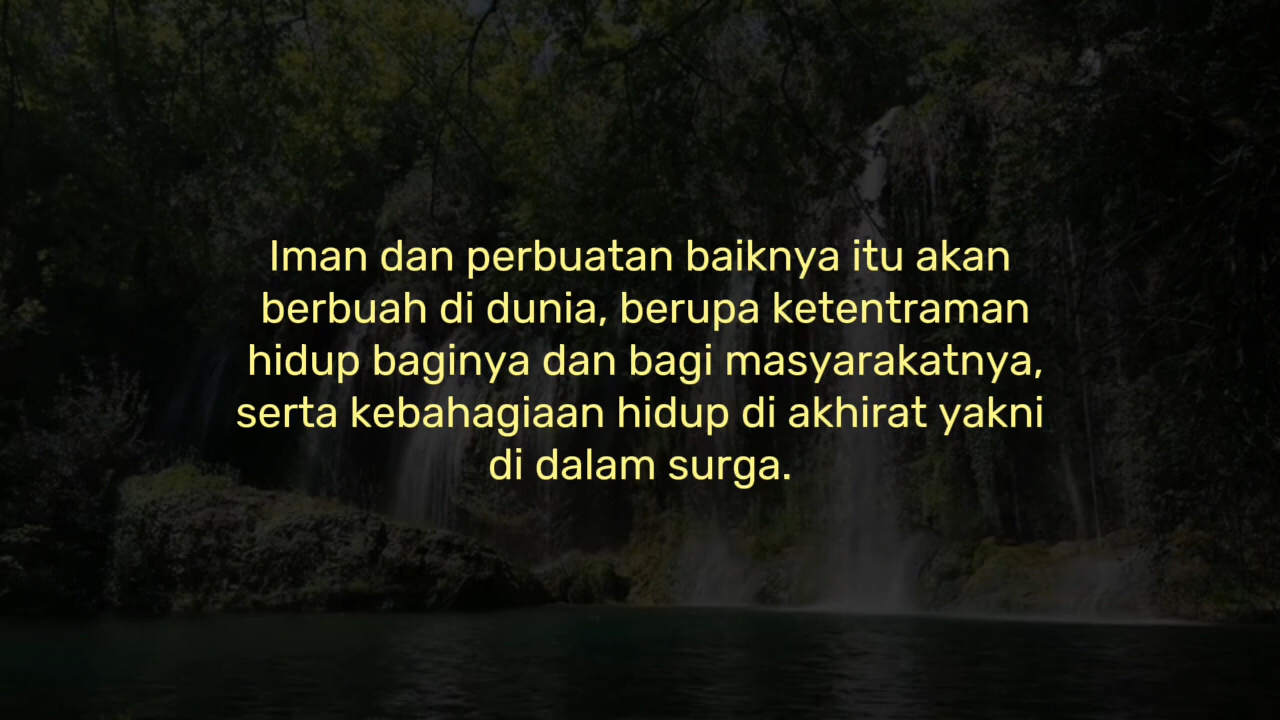 Iman dan perbuatan baiknya itu akan
berbuah di dunia, berupa ketentraman
hidup baginya dan bagi masyarakatnya,
serta kebahagiaan hidup di akhirat yakni
di dalam surga.